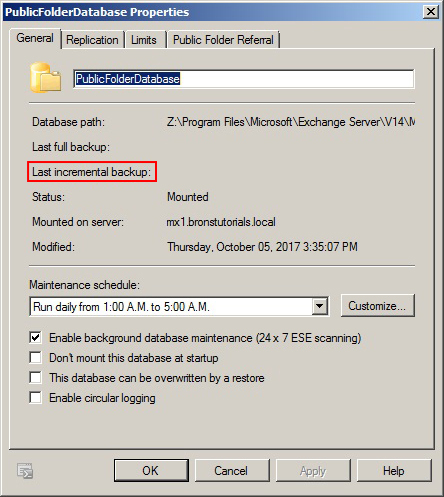 PublicFolderDatabase Properties
General Replication Limits Public Folder Referral
PublicFolderDatabase
Database path: Z:\Program Files\Microsoft\Exchange Server\V14\M
Last full backup:
Last incremental backup:
Status: Mounted
Mounted on server: mx1.bronstutorials.local
Modified: Thursday, October 05, 2017 3:35:07 PM
Maintenance schedule:
Run daily from 1:00 A.M. to 5:00 A.M. Customize...
Enable background database maintenance (24 x 7 ESE scanning)
Don't mount this database at startup
This database can be overwritten by a restore
Enable circular logging
OK Cancel Apply Help